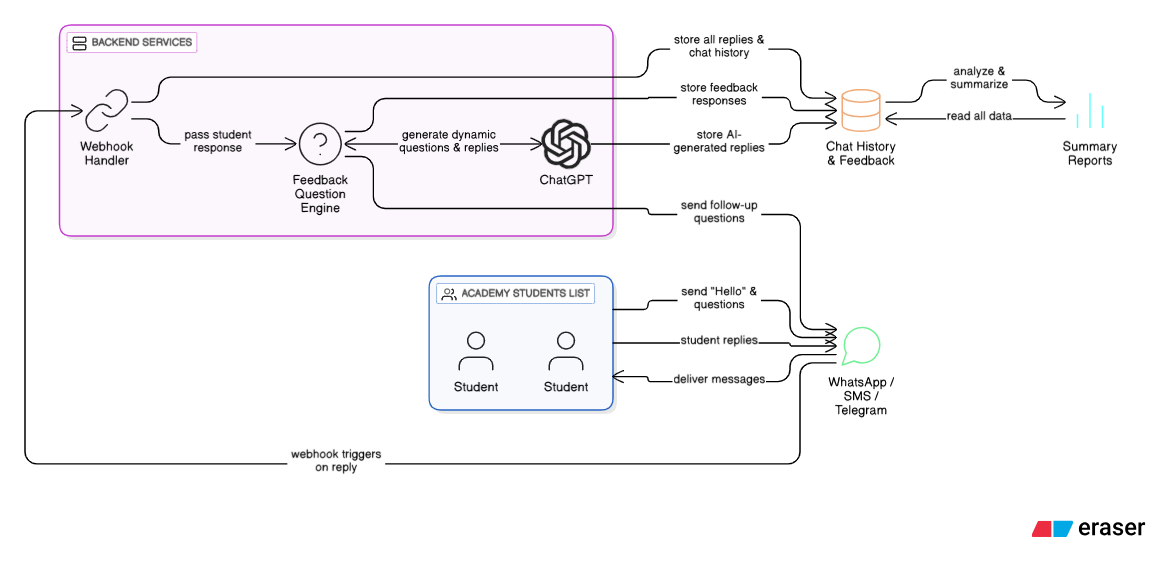 BACKEND SERVICES
store all replies &
chat history
analyze &
summarize
store feedback
responses
read all data
Webhook
Handler
pass student
response
generate dynamic
questions & replies
store AI-
generated replies
Chat History
& Feedback
Summary
Reports
Feedback
Question
Engine
ChatGPT
send follow-up
questions
ACADEMY STUDENTS LIST
send "Hello" &
questions
student replies
Student
Student
deliver messages
WhatsApp /
SMS /
Telegram
webhook triggers
on reply
eraser